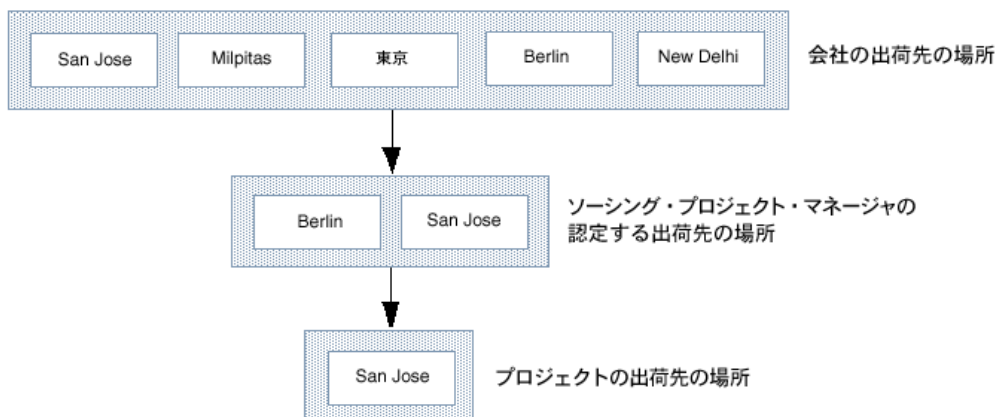 San Jose
Milpitas
東京
Berlin
New Delhi
会社の出荷先の場所
Berlin
San Jose
ソーシング・プロジェクト・マネージャの
認定する出荷先の場所
San Jose
プロジェクトの出荷先の場所